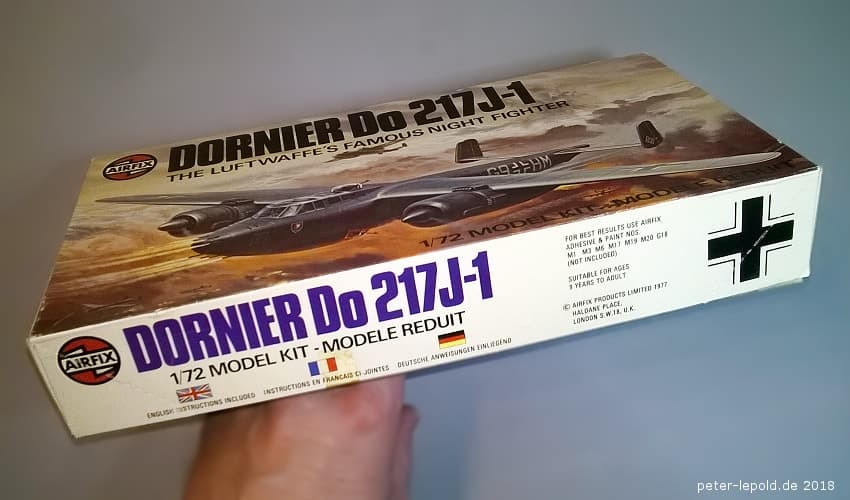 AIRFIX
DORNIER Do 217J-1
THE LUFTWAFFE'S FAMOUS NIGHT FIGHTER
1/72 MODEL KIT - MODELE REDUIT
AIRFIX
DORNIER Do 217J-1
1/72 MODEL KIT - MODELE REDUIT
ENGLISH INSTRUCTIONS INCLUDED
INSTRUCTIONS EN FRANCAIS CI-JOINTES
DEUTSCHE ANWEISUNGEN EINLIEGEND
FOR BEST RESULTS USE AIRFIX
ADHESIVE & PAINT NOS.
M1 M3 M6 M17 M19 M20 G18
(NOT INCLUDED)
SUITABLE FOR AGES
9 YEARS TO ADULT
© AIRFIX PRODUCTS LIMITED 1977
HALDANE PLACE,
LONDON S.W.18, U.K.
peter-lepold.de 2018